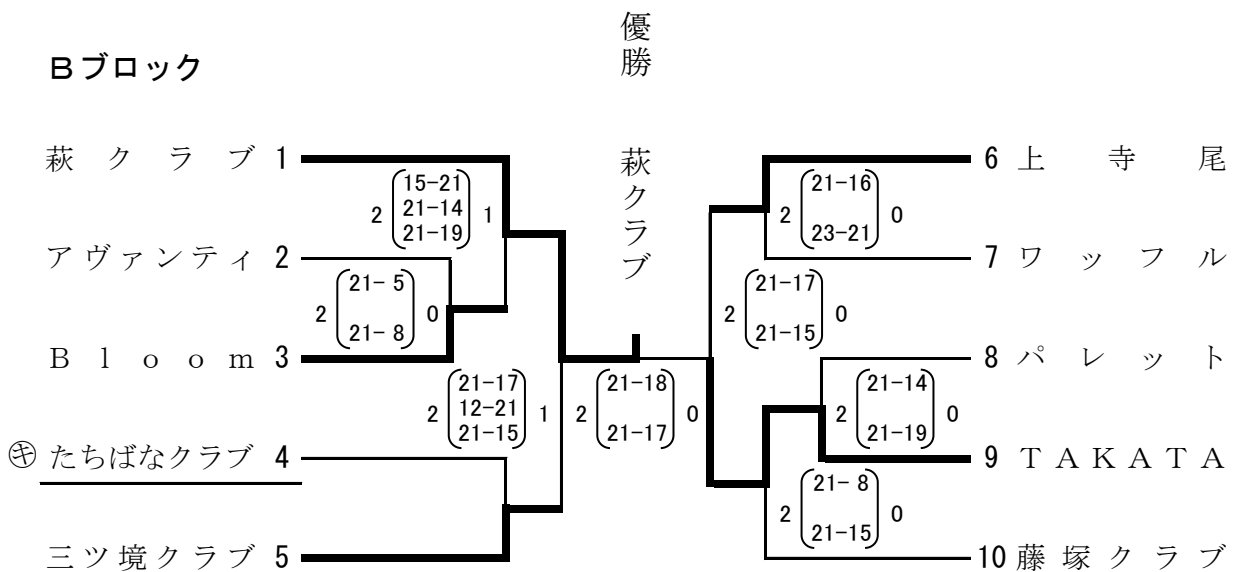 優勝
萩クラブ
Bブロック
萩クラブ 1
2 15-21 1
21-14
21-19
アヴァンティ 2
2 21- 5 0
21- 8
Bloom 3
2 21-17 1
12-21
21-15
㋖ たちばなクラブ 4
三ツ境クラブ 5
2 21-18 0
21-17
6 上寺尾
2 21-16 0
23-21
7 ワッフル
2 21-17 0
21-15
8 パレット
2 21-14 0
21-19
9 TAKATA
2 21- 8 0
21-15
10 藤塚クラブ